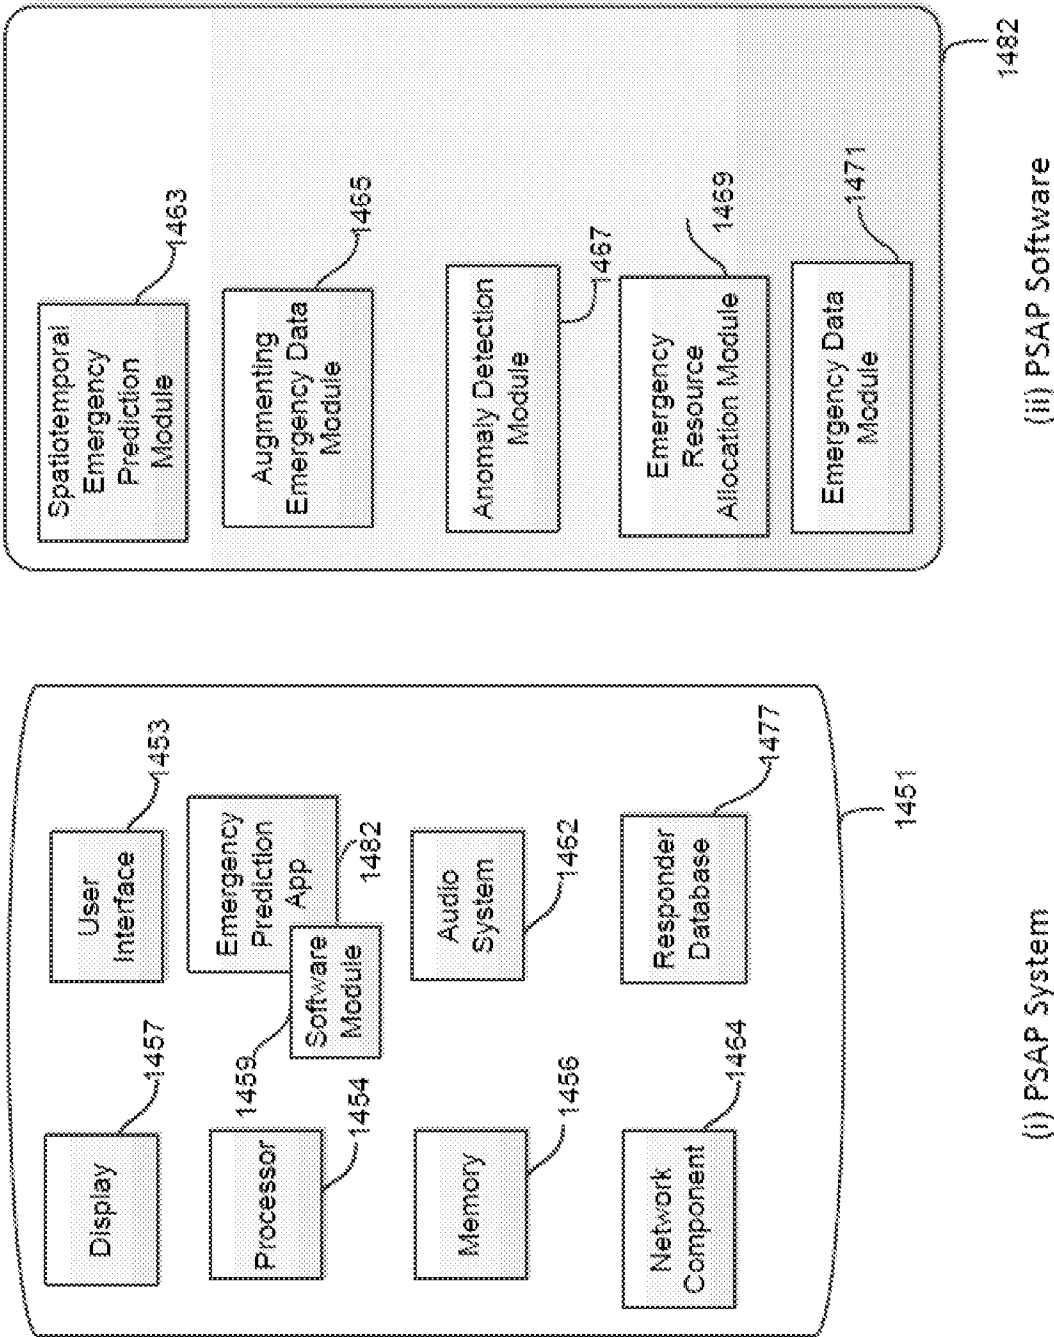 Display
1457
User
Interface
1453
Processor
1454
1459
Software
Module
Emergency
Prediction
App
1482
Memory
1456
Audio
System
1462
Network
Component
1464
Responder
Database
1477
1451
(i) PSAP System
Spatiotemporal
Emergency
Prediction
Module
1463
Augmenting
Emergency Data
Module
1465
Anomaly Detection
Module
1467
Emergency
Resource
Allocation Module
1469
Emergency Data
Module
1471
1482
(ii) PSAP Software